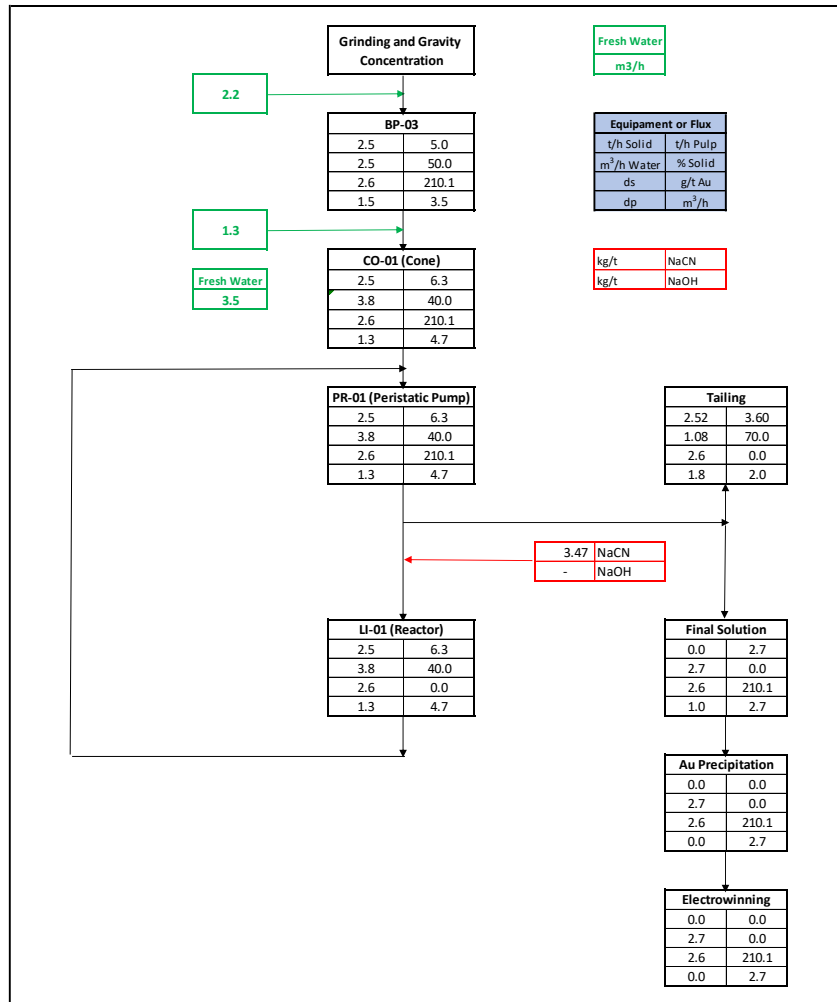 Grinding and Gravity
Concentration
Fresh Water
m3/h
2.2
BP-03
2.5 5.0
2.5 50.0
2.6 210.1
1.5 3.5
Equipament or Flux
t/h Solid t/h Pulp
m³/h Water % Solid
ds g/t Au
dp m³/h
1.3
CO-01 (Cone)
2.5 6.3
3.8 40.0
2.6 210.1
1.3 4.7
Fresh Water
3.5
kg/t NaCN
kg/t NaOH
PR-01 (Peristatic Pump)
2.5 6.3
3.8 40.0
2.6 210.1
1.3 4.7
Tailing
2.52 3.60
1.08 70.0
2.6 0.0
1.8 2.0
3.47 NaCN
- NaOH
LI-01 (Reactor)
2.5 6.3
3.8 40.0
2.6 0.0
1.3 4.7
Final Solution
0.0 2.7
2.7 0.0
2.6 210.1
1.0 2.7
Au Precipitation
0.0 0.0
2.7 0.0
2.6 210.1
0.0 2.7
Electrowinning
0.0 0.0
2.7 0.0
2.6 210.1
0.0 2.7